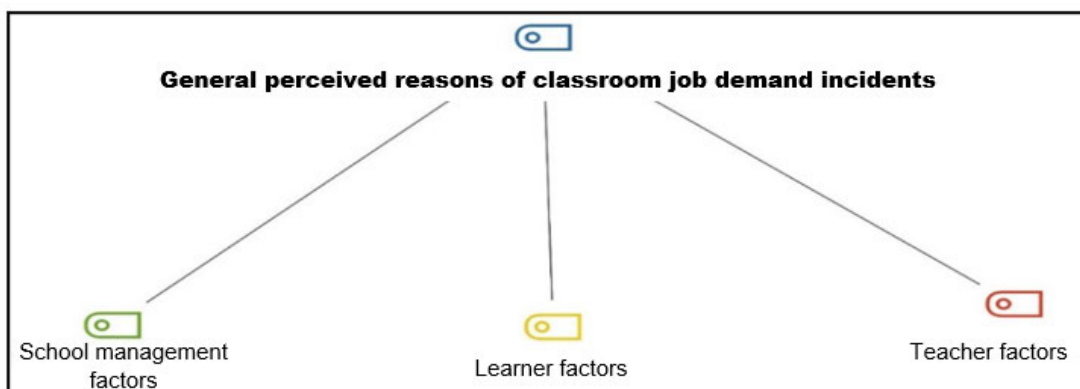 General perceived reasons of classroom job demand incidents
School management
factors
Learner factors
Teacher factors